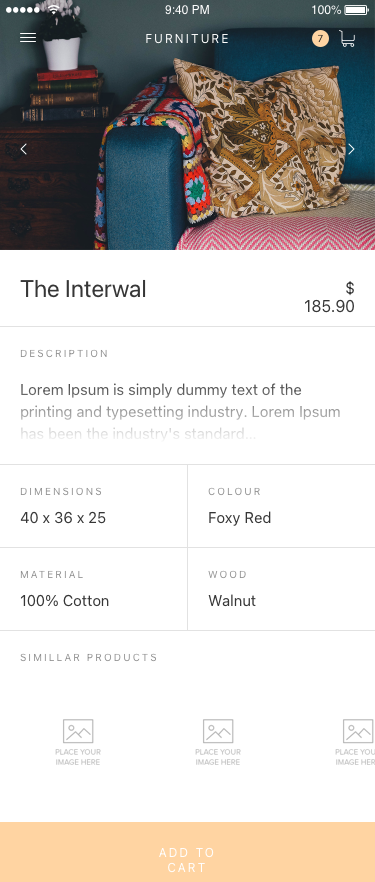 9:40 PM 100%
FURNITURE 7
The Interwal
$
185.90
DESCRIPTION
Lorem Ipsum is simply dummy text of the
printing and typesetting industry. Lorem Ipsum
has been the industry's standard...
DIMENSIONS COLOUR
40 x 36 x 25 Foxy Red
MATERIAL WOOD
100% Cotton Walnut
SIMILLAR PRODUCTS
PLACE YOUR PLACE YOUR PLACE YOUR
IMAGE HERE IMAGE HERE IMAGE HERE
ADD TO
CART